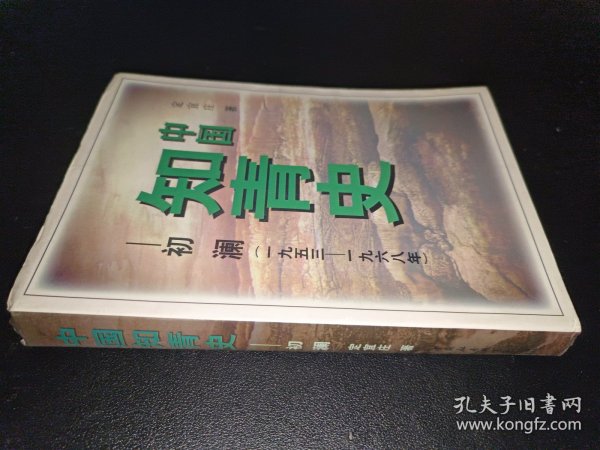 定宜庄 著
中国
知青史
——初澜(一九五三——一九六八年)
中国知青史——初澜 定宜庄 著
孔夫子旧书网
www.kongfz.com